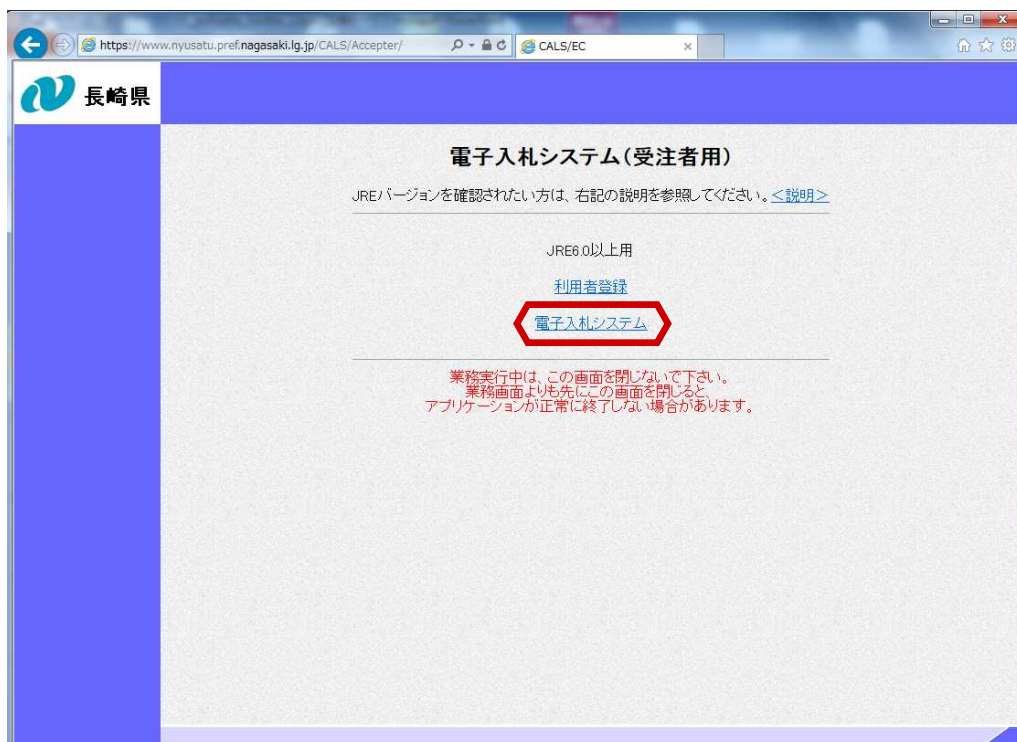 https://www.nyusatu.pref.nagasaki.lg.jp/CALS/Accepter/
CALS/EC
長崎県
電子入札システム(受注者用)
JREバージョンを確認されたい方は、右記の説明を参照してください。<説明>
JRE6.0以上用
利用者登録
電子入札システム
業務実行中は、この画面を閉じないで下さい。
業務画面よりも先にこの画面を閉じると、
アプリケーションが正常に終了しない場合があります。